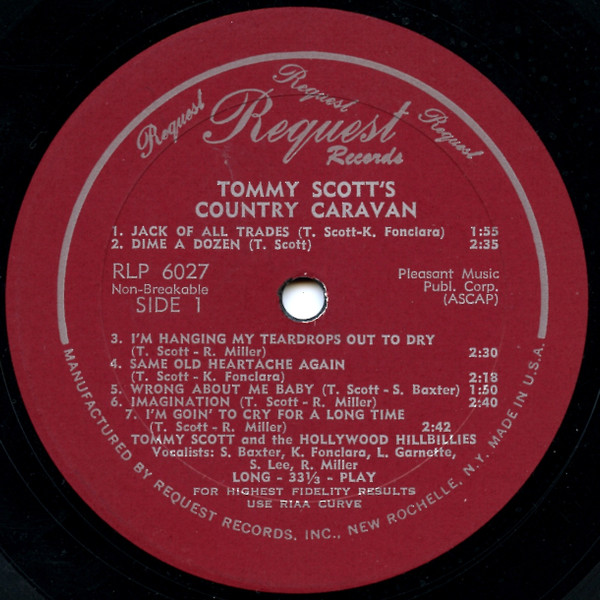 Request
Request
Request
Request
Records
TOMMY SCOTT'S
COUNTRY CARAVAN
1. JACK OF ALL TRADES (T. Scott-K. Fonclara) 1:55
2. DIME A DOZEN (T. Scott) 2:35
RLP 6027
Non-Breakable
SIDE 1
Pleasant Music
Publ. Corp.
(ASCAP)
3. I'M HANGING MY TEARDROPS OUT TO DRY
(T. Scott - R. Miller) 2:30
4. SAME OLD HEARTACHE AGAIN
(T. Scott - K. Fonclara) 2:18
5. WRONG ABOUT ME BABY (T. Scott - S. Baxter) 1:50
6. IMAGINATION (T. Scott - R. Miller) 2:40
7. I'M GOIN' TO CRY FOR A LONG TIME
(T. Scott - R. Miller) 2:42
TOMMY SCOTT and the HOLLYWOOD HILLBILLIES
Vocalists: S. Baxter, K. Fonclara, L. Garnette,
S. Lee, R. Miller
LONG - 33⅓ - PLAY
FOR HIGHEST FIDELITY RESULTS
USE RIAA CURVE
MANUFACTURED BY REQUEST RECORDS, INC., NEW ROCHELLE, N.Y. MADE IN U.S.A.